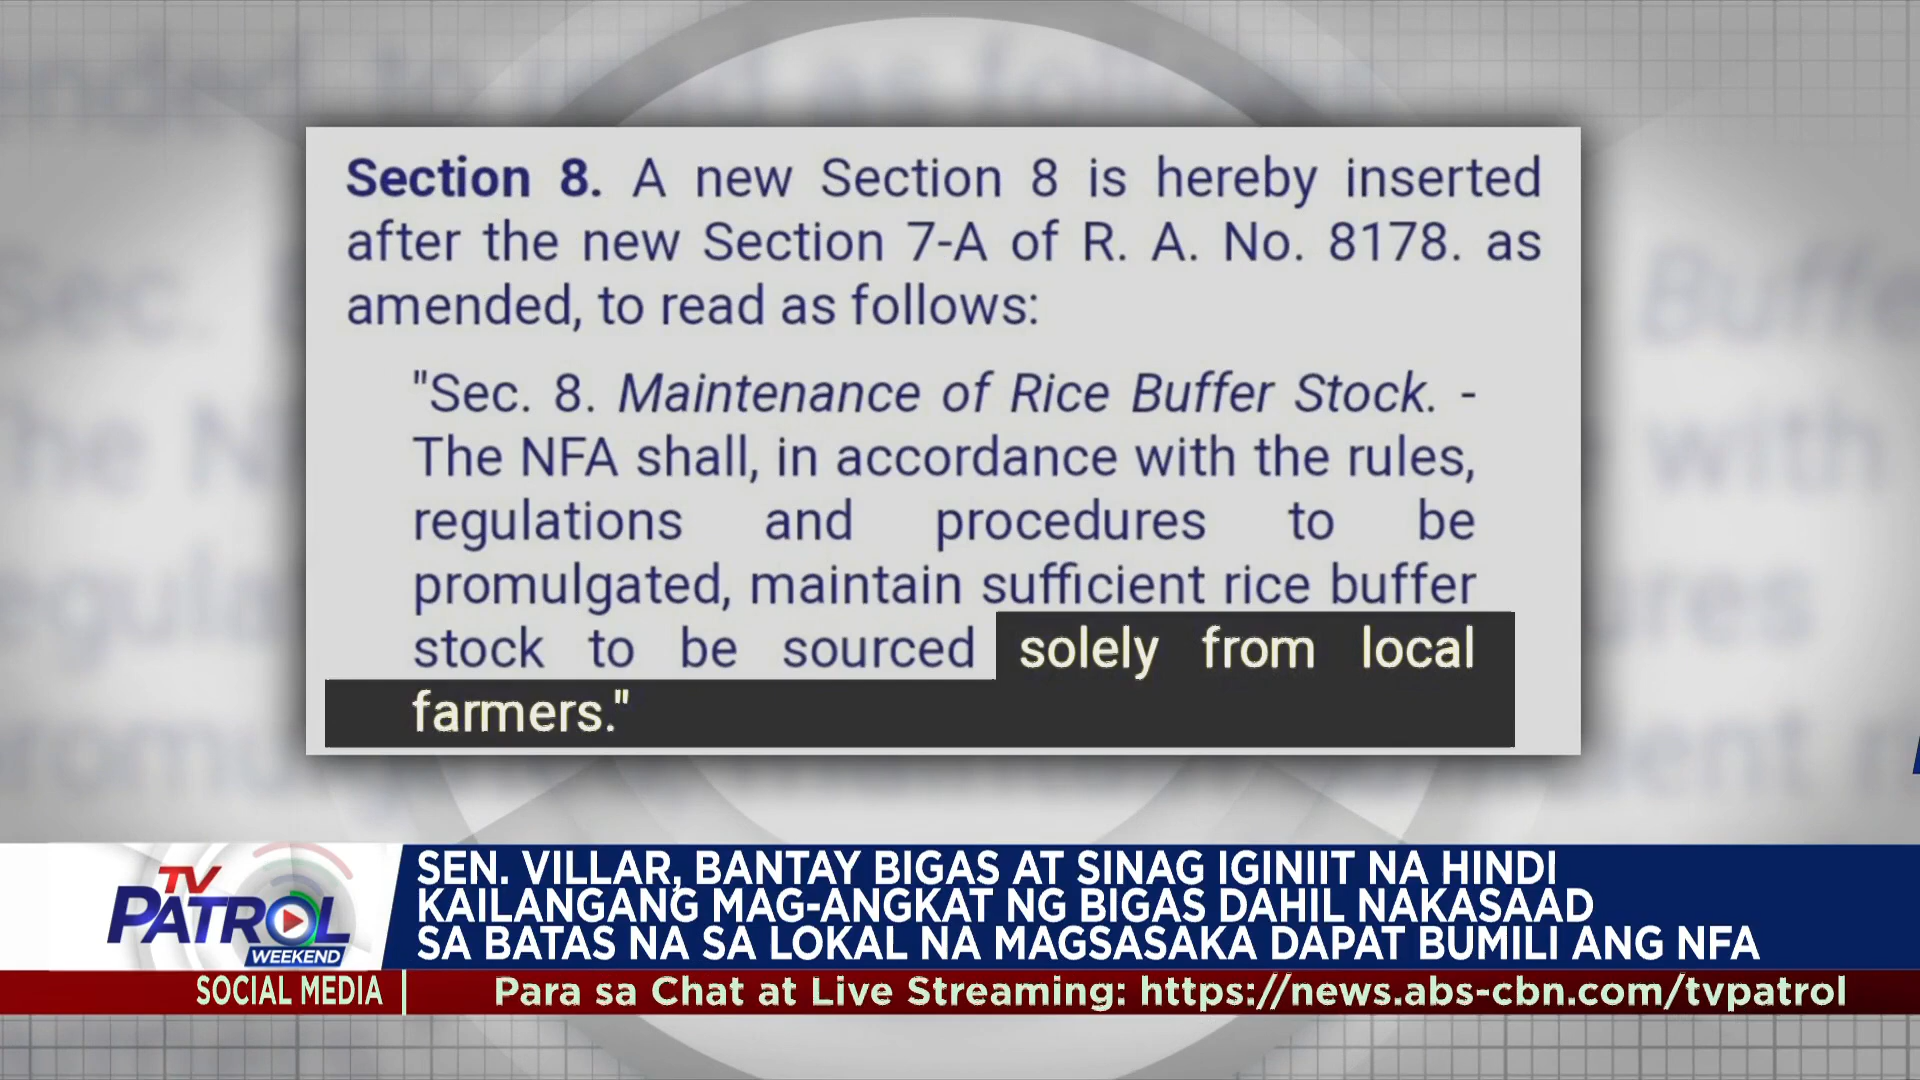 Section 8. A new Section 8 is hereby inserted
after the new Section 7-A of R. A. No. 8178. as
amended, to read as follows:
"Sec. 8. Maintenance of Rice Buffer Stock. -
The NFA shall, in accordance with the rules,
regulations and procedures to be
promulgated, maintain sufficient rice buffer
stock to be sourced solely from local
farmers."
TV
PATROL
WEEKEND
SEN. VILLAR, BANTAY BIGAS AT SINAG IGINIIT NA HINDI
KAILANGANG MAG-ANGKAT NG BIGAS DAHIL NAKASAAD
SA BATAS NA SA LOKAL NA MAGSASAKA DAPAT BUMILI ANG NFA
SOCIAL MEDIA | Para sa Chat at Live Streaming: https://news.abs-cbn.com/tvpatrol